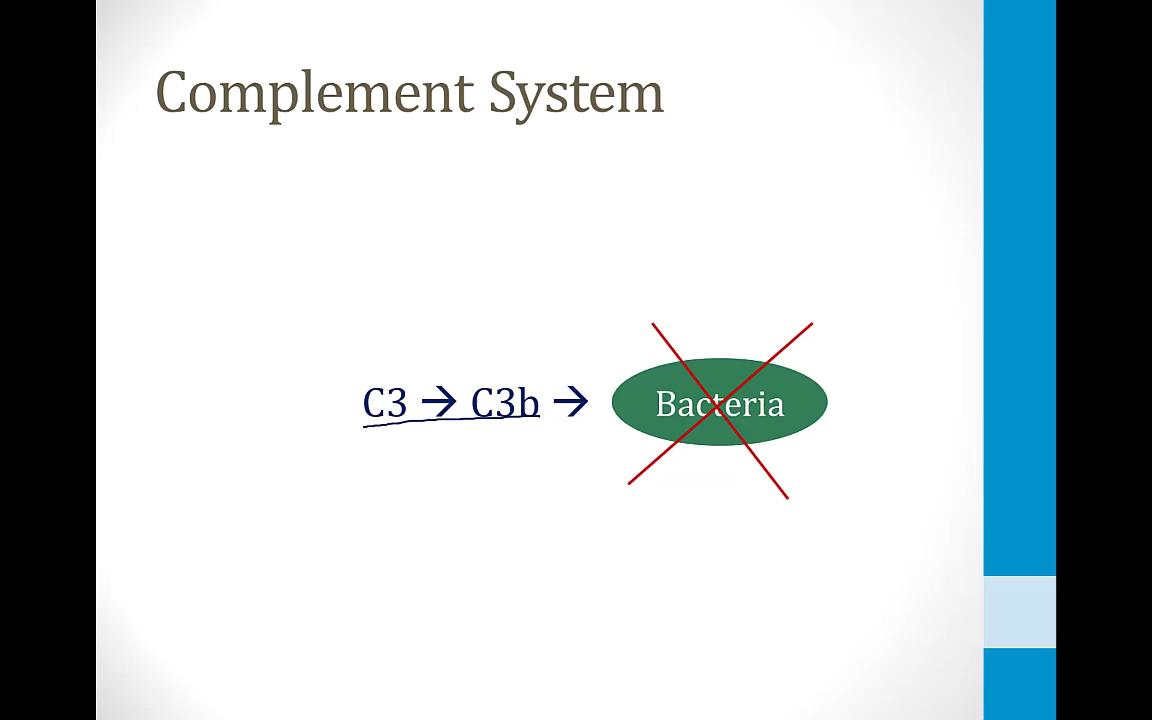 Complement System
C3 → C3b → Bacteria